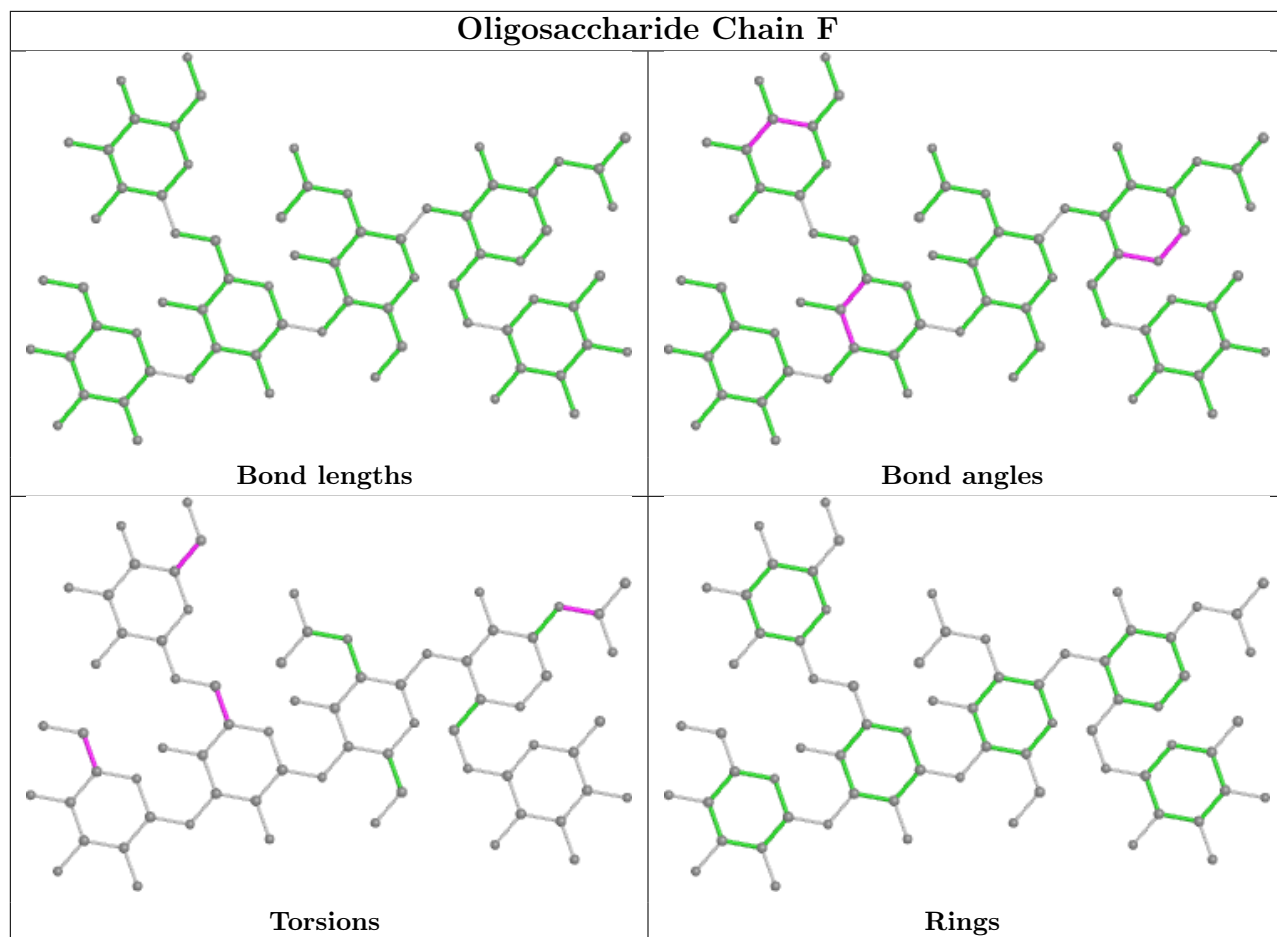 Oligosaccharide Chain F
Bond lengths
Bond angles
Torsions
Rings